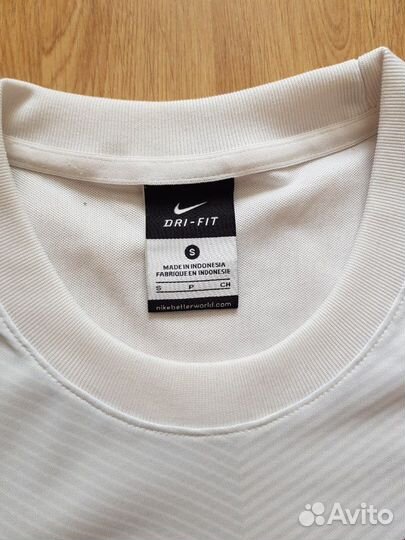 DRI-FIT
S
MADE IN INDONESIA
FABRIQUE EN INDONESIE
S P CH
nikebetterworld.com
Avito